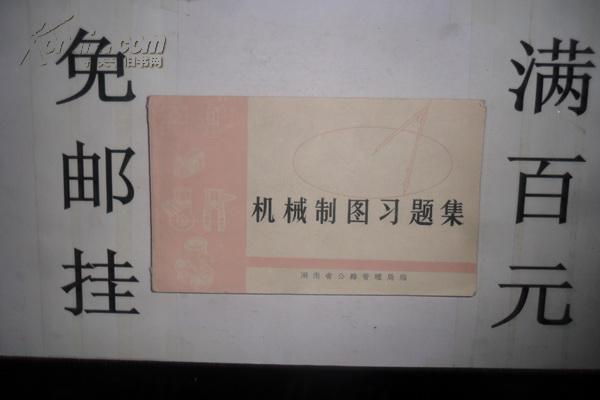 满百元
免邮挂
机械制图习题集
湖南省公路管理局编